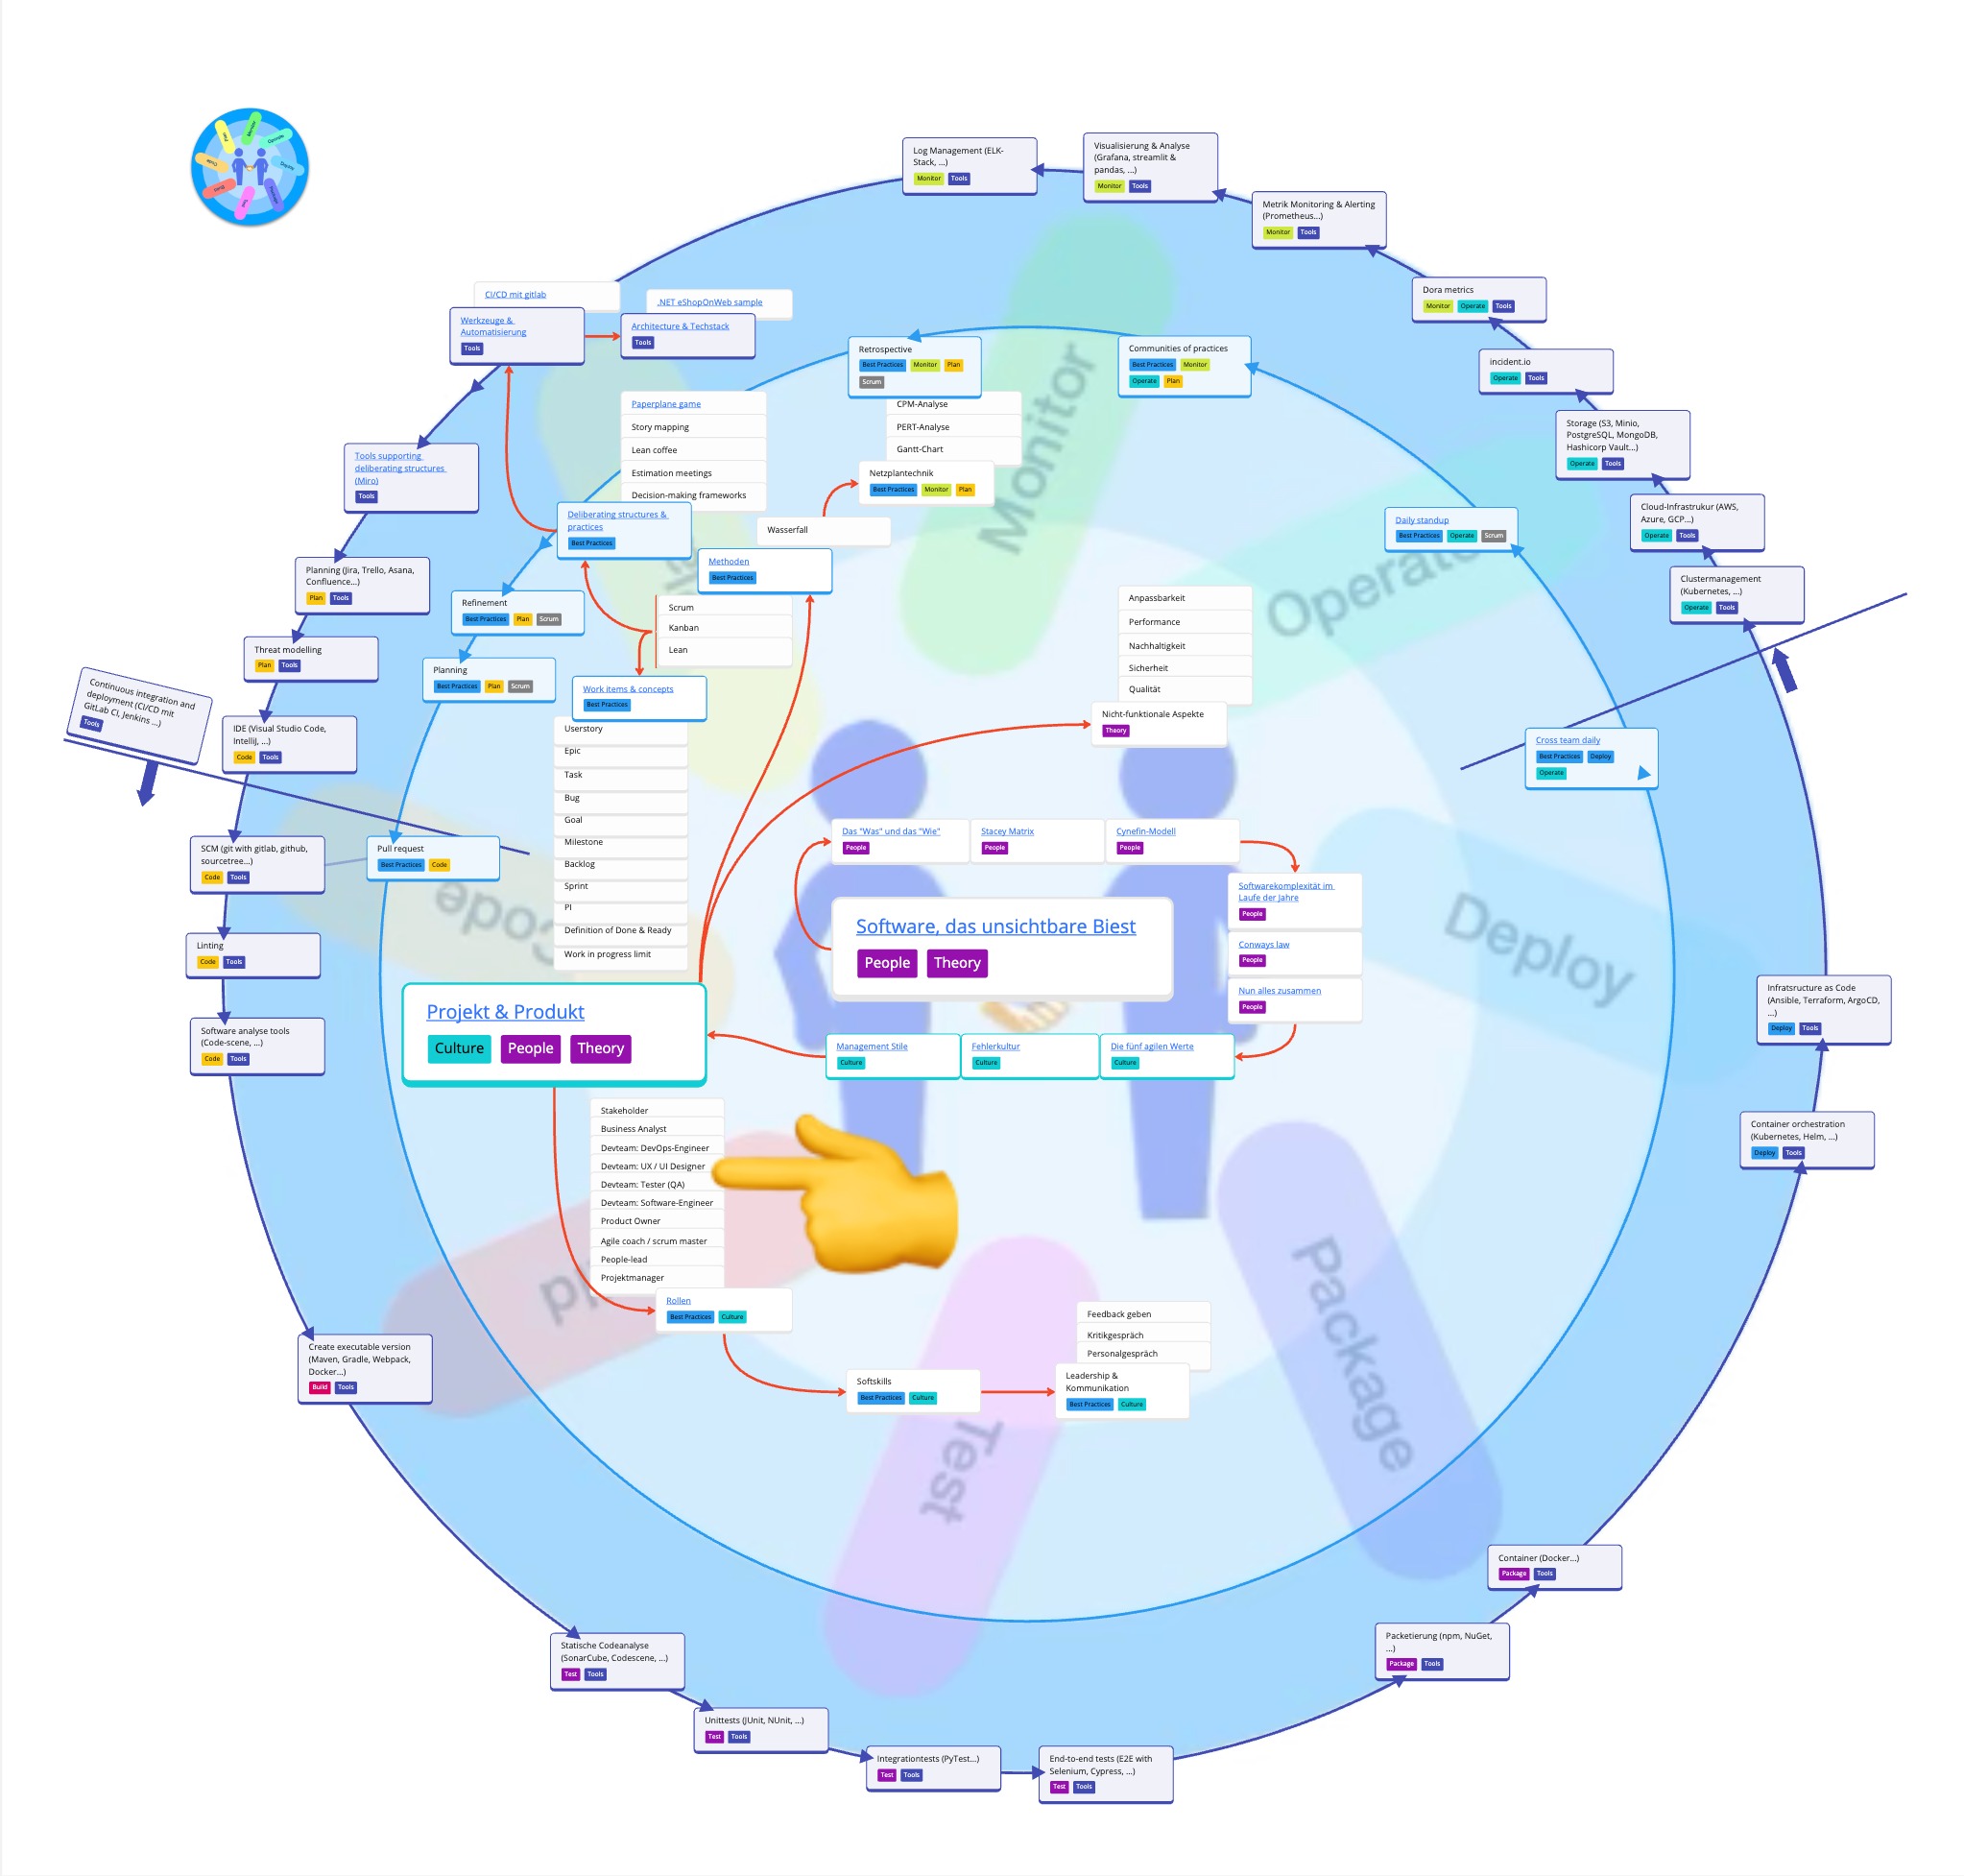 Log Management (ELK-
Stack, ...)
Monitor Tools
Visualisierung & Analyse
(Grafana, streamlit &
pandas, ...)
Monitor Tools
Metrik Monitoring & Alerting
(Prometheus...)
Monitor Tools
Dora metrics
Monitor Operate Tools
incident.io
Operate Tools
Storage (S3, Minio,
PostgreSQL, MongoDB,
Hashicorp Vault...)
Operate Tools
Cloud-Infrastrukur (AWS,
Azure, GCP...)
Operate Tools
Clustermanagement
(Kubernetes, ...)
Operate Tools
CI/CD mit gitlab
.NET eShopOnWeb sample
Werkzeuge &
Automatisierung
Tools
Architecture & Techstack
Tools
Retrospective
Best Practices Monitor Plan
Scrum
Communities of practices
Best Practices Monitor
Operate Plan
Paperplane game
Story mapping
Lean coffee
Estimation meetings
Decision-making frameworks
CPM-Analyse
PERT-Analyse
Gantt-Chart
Netzplantechnik
Best Practices Monitor Plan
Wasserfall
Tools supporting
deliberating structures
(Miro)
Tools
Deliberating structures &
practices
Best Practices
Methoden
Best Practices
Daily standup
Best Practices Operate Scrum
Planning (Jira, Trello, Asana,
Confluence...)
Plan Tools
Refinement
Best Practices Plan Scrum
Scrum
Kanban
Lean
Threat modelling
Plan Tools
Planning
Best Practices Plan Scrum
Work items & concepts
Best Practices
Continuous integration and
deployment (CI/CD mit
GitLab CI, Jenkins ...)
Tools
IDE (Visual Studio Code,
IntelliJ, ...)
Code Tools
Userstory
Epic
Task
Bug
Goal
Milestone
Backlog
Sprint
PI
Definition of Done & Ready
Work in progress limit
Anpassbarkeit
Performance
Nachhaltigkeit
Sicherheit
Qualität
Nicht-funktionale Aspekte
Theory
Cross team daily
Best Practices Deploy
Operate
SCM (git with gitlab, github,
sourcetree...)
Code Tools
Pull request
Best Practices Code
Das "Was" und das "Wie"
People
Stacey Matrix
People
Cynefin-Modell
People
Softwarekomplexität im
Laufe der Jahre
People
Conways law
People
Nun alles zusammen
People
Software, das unsichtbare Biest
People Theory
Linting
Code Tools
Software analyse tools
(Code-scene, ...)
Code Tools
Projekt & Produkt
Culture People Theory
Management Stile
Culture
Fehlerkultur
Culture
Die fünf agilen Werte
Culture
Infratsructure as Code
(Ansible, Terraform, ArgoCD,
...)
Deploy Tools
Container orchestration
(Kubernetes, Helm, ...)
Deploy Tools
Stakeholder
Business Analyst
Devteam: DevOps-Engineer
Devteam: UX / UI Designer
Devteam: Tester (QA)
Devteam: Software-Engineer
Product Owner
Agile coach / scrum master
People-lead
Projektmanager
Rollen
Best Practices Culture
Softskills
Best Practices Culture
Feedback geben
Kritikgespräch
Personalgespräch
Leadership &
Kommunikation
Best Practices Culture
Create executable version
(Maven, Gradle, Webpack,
Docker...)
Build Tools
Statische Codeanalyse
(SonarCube, Codescene, ...)
Test Tools
Unittests (JUnit, NUnit, ...)
Test Tools
Integrationtests (PyTest...)
Test Tools
End-to-end tests (E2E with
Selenium, Cypress, ...)
Test Tools
Packetierung (npm, NuGet,
...)
Package Tools
Container (Docker...)
Package Tools
Monitor
Operate
Deploy
Package
Test
Code